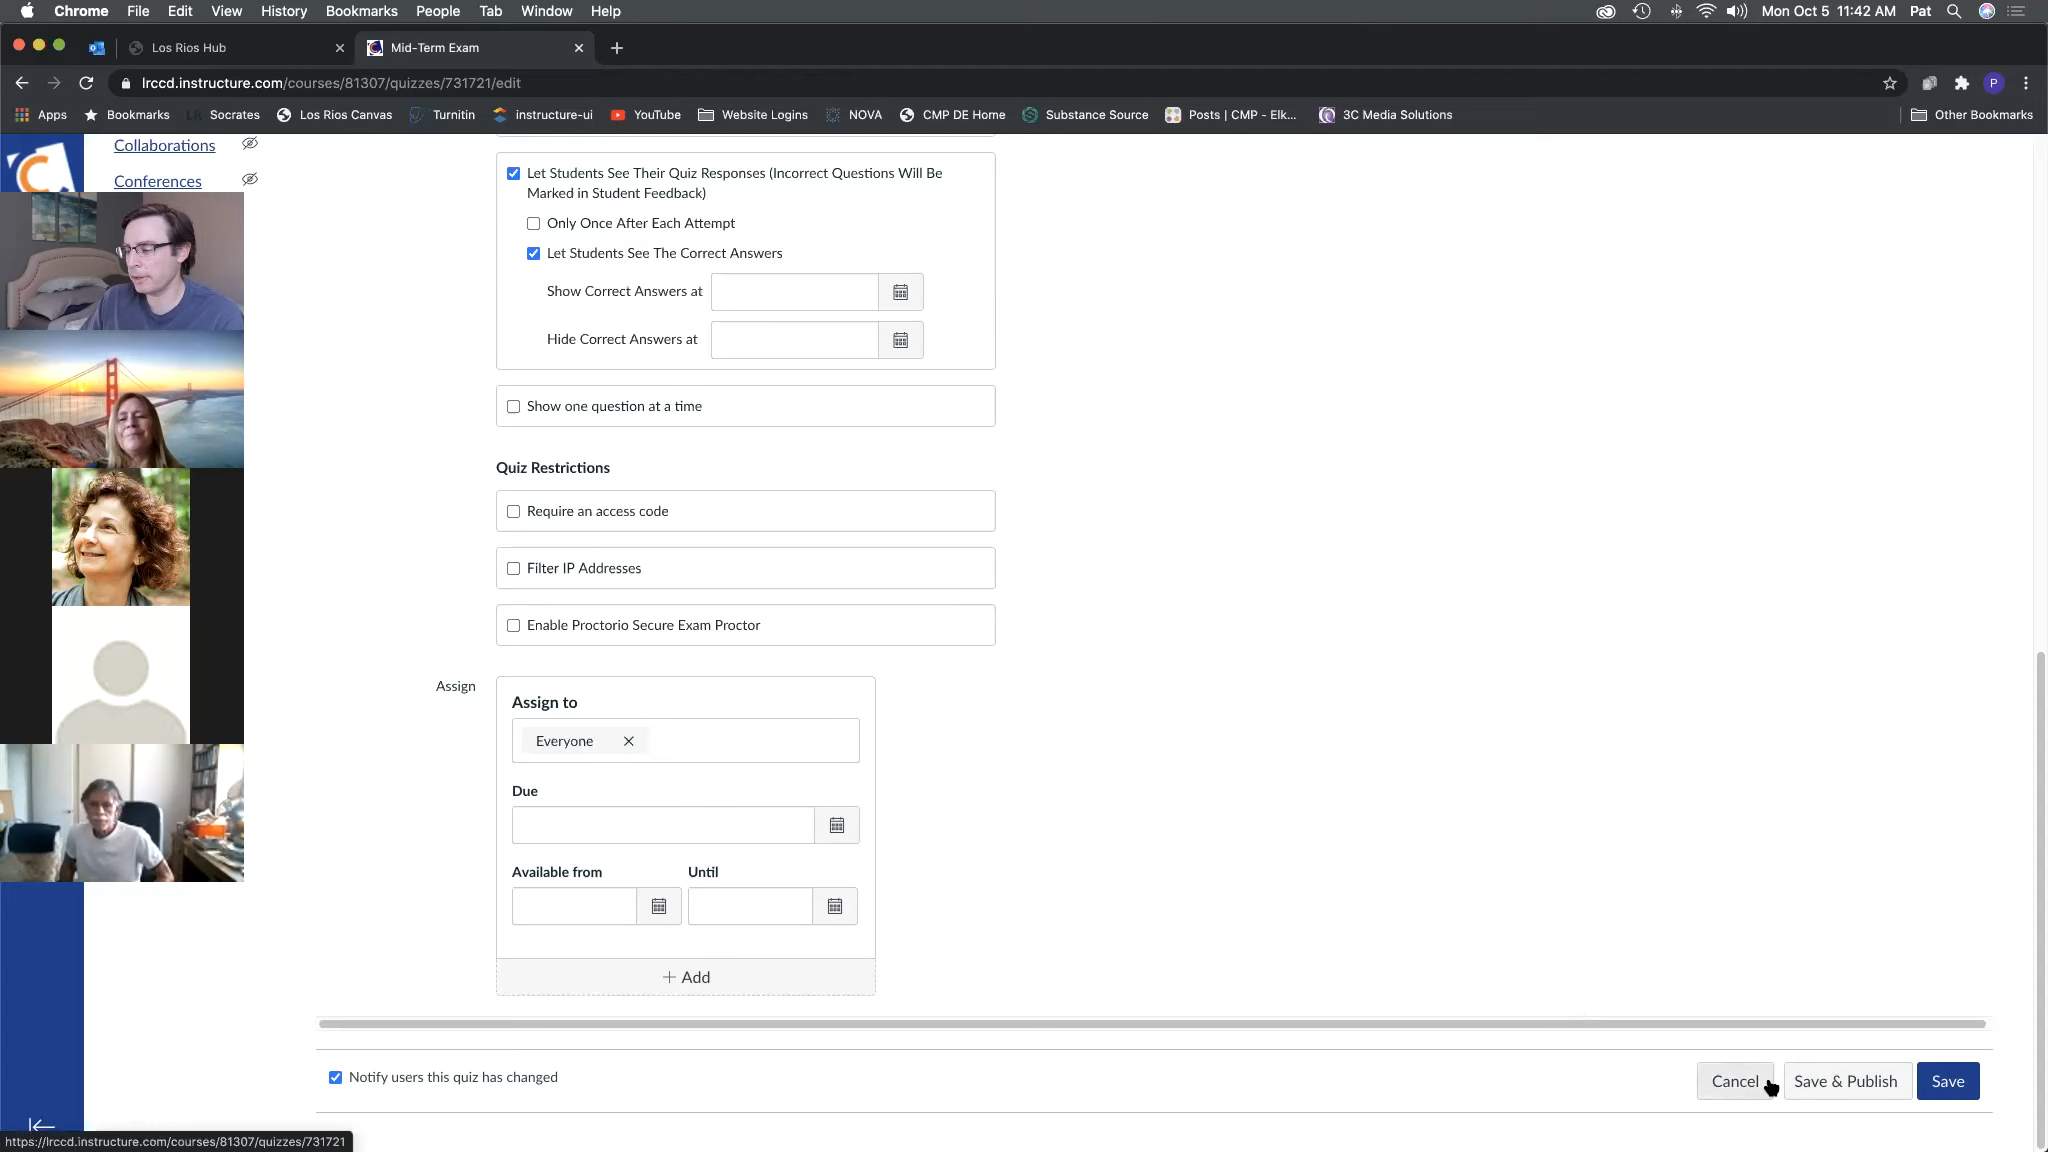 Chrome File Edit View History Bookmarks People Tab Window Help Mon Oct 5 11:42 AM Pat
Los Rios Hub Mid-Term Exam
lrccd.instructure.com/courses/81307/quizzes/731721/edit P
Apps Bookmarks LR Socrates Los Rios Canvas Turnitin instructure-ui YouTube Website Logins NOVA CMP DE Home Substance Source Posts | CMP - Elk... 3C Media Solutions Other Bookmarks
Collaborations
Conferences
Let Students See Their Quiz Responses (Incorrect Questions Will Be
Marked in Student Feedback)
Only Once After Each Attempt
Let Students See The Correct Answers
Show Correct Answers at
Hide Correct Answers at
Show one question at a time
Quiz Restrictions
Require an access code
Filter IP Addresses
Enable Proctorio Secure Exam Proctor
Assign
Assign to
Everyone
Due
Available from Until
+ Add
Notify users this quiz has changed
Cancel Save & Publish Save
https://lrccd.instructure.com/courses/81307/quizzes/731721